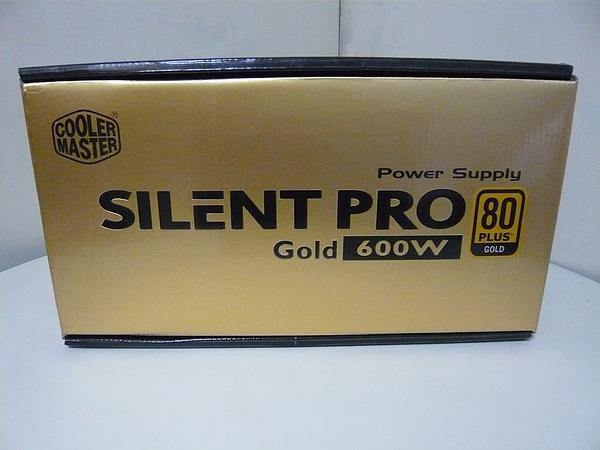 COOLER
MASTER
®
Power Supply
SILENT PRO
Gold 600W
80
PLUS
GOLD